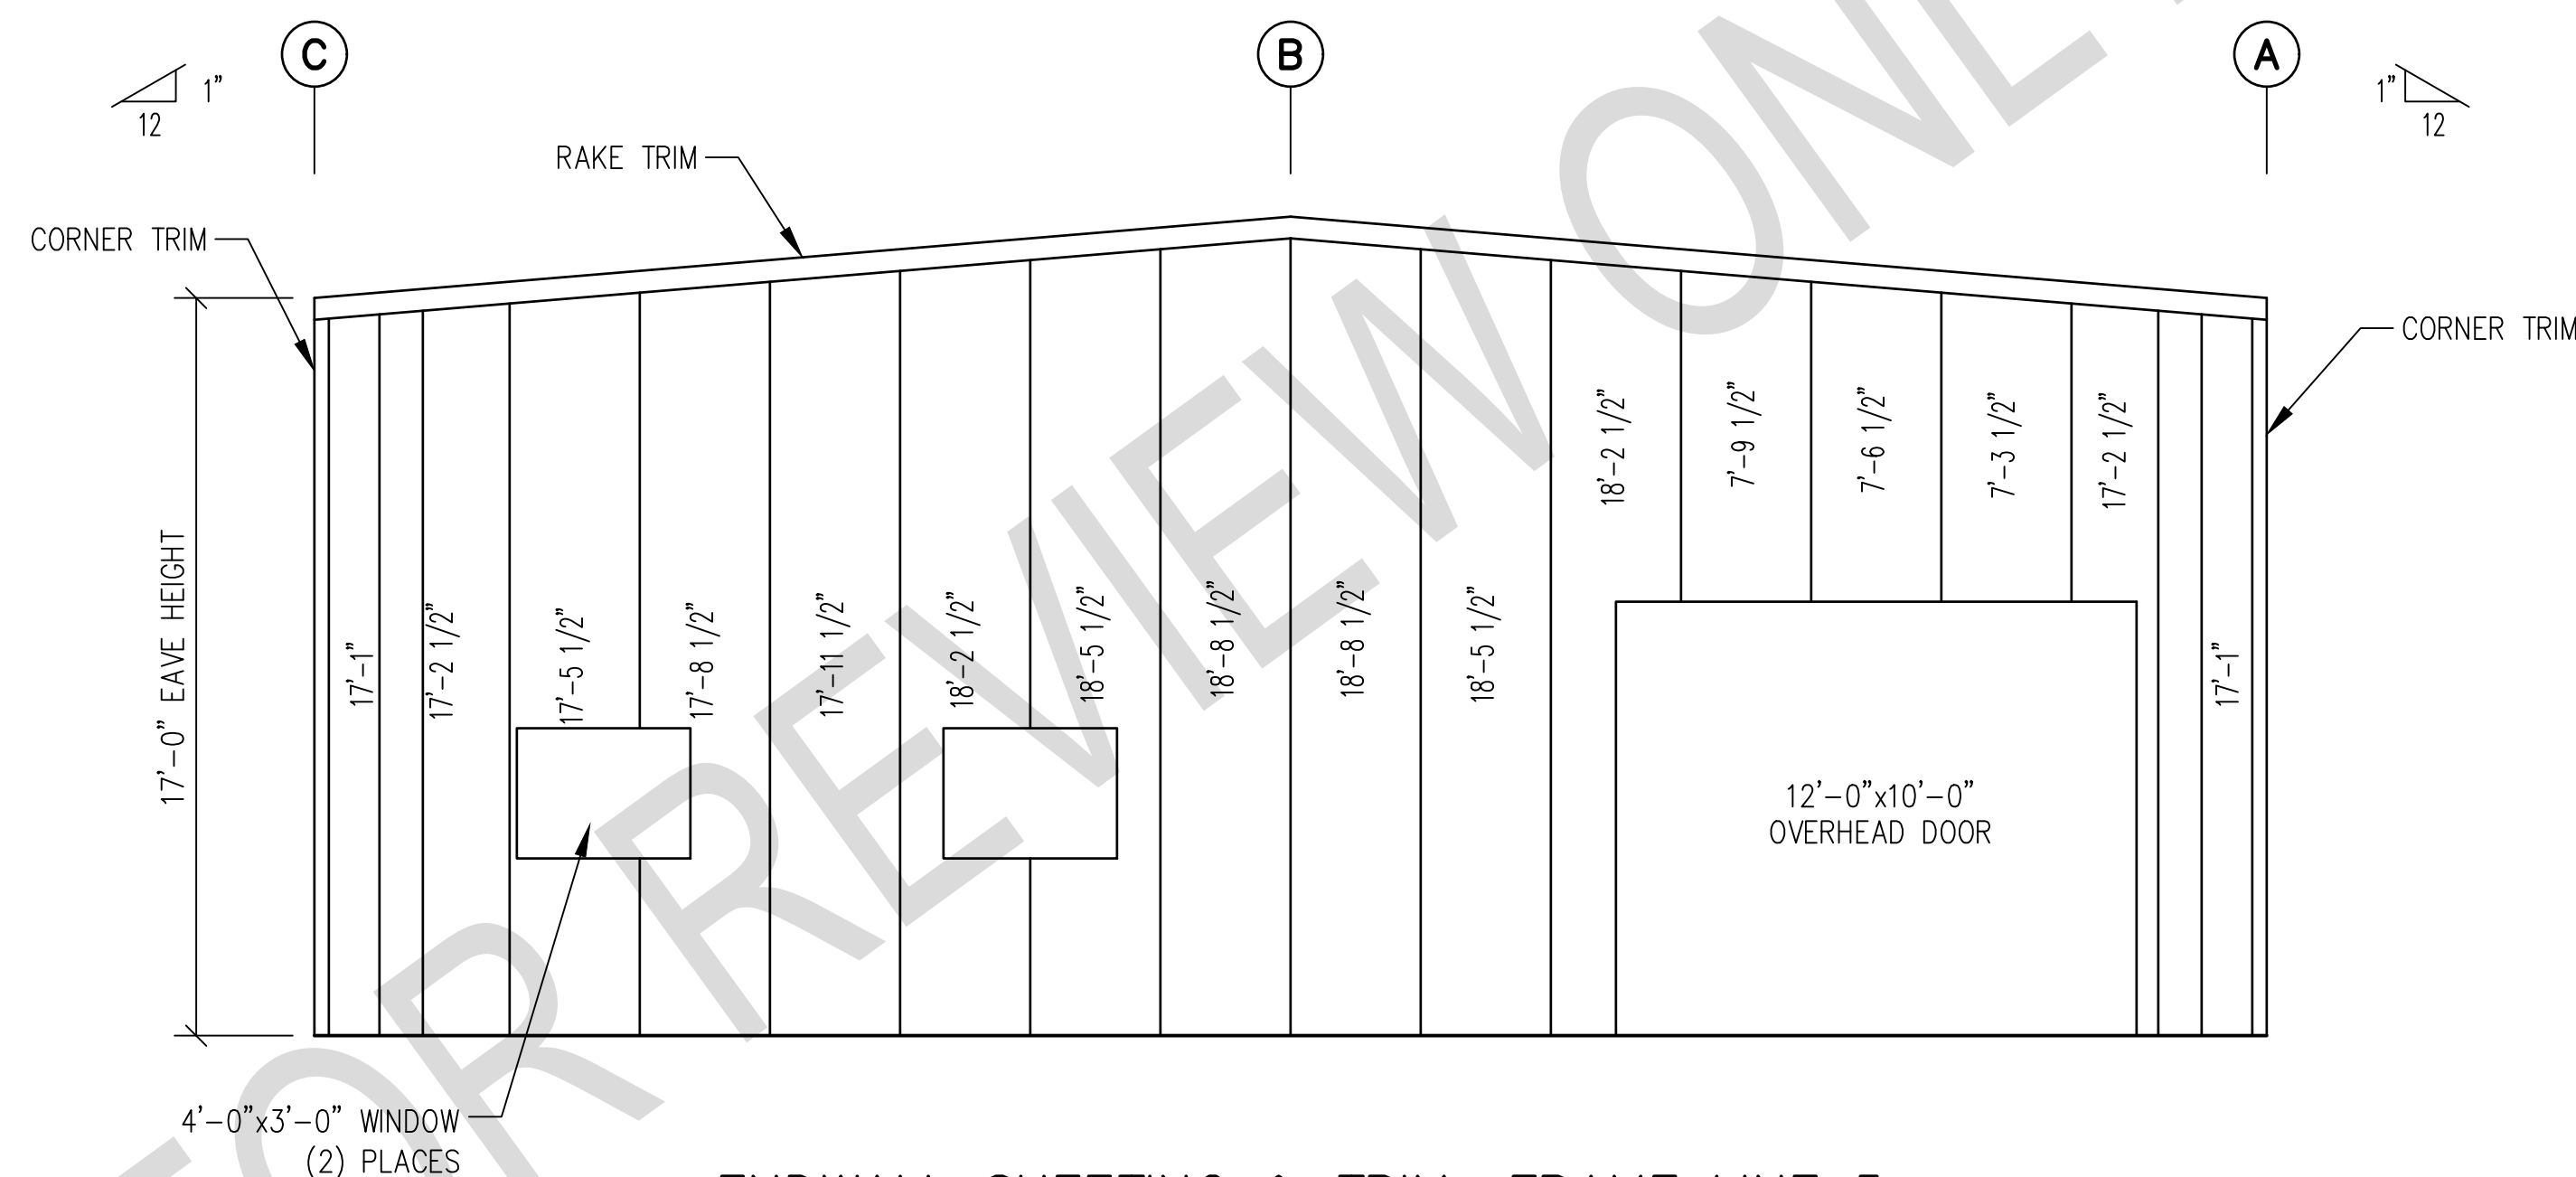 C
B
A
1"
12
1"
12
RAKE TRIM
CORNER TRIM
CORNER TRIM
17'-0" EAVE HEIGHT
17'-1"
17'-2 1/2"
17'-5 1/2"
17'-8 1/2"
17'-11 1/2"
18'-2 1/2"
18'-5 1/2"
18'-8 1/2"
18'-8 1/2"
18'-5 1/2"
18'-2 1/2"
7'-9 1/2"
7'-6 1/2"
7'-3 1/2"
17'-2 1/2"
17'-1"
12'-0"x10'-0"
OVERHEAD DOOR
4'-0"x3'-0" WINDOW
(2) PLACES
FOR REVIEW ONL